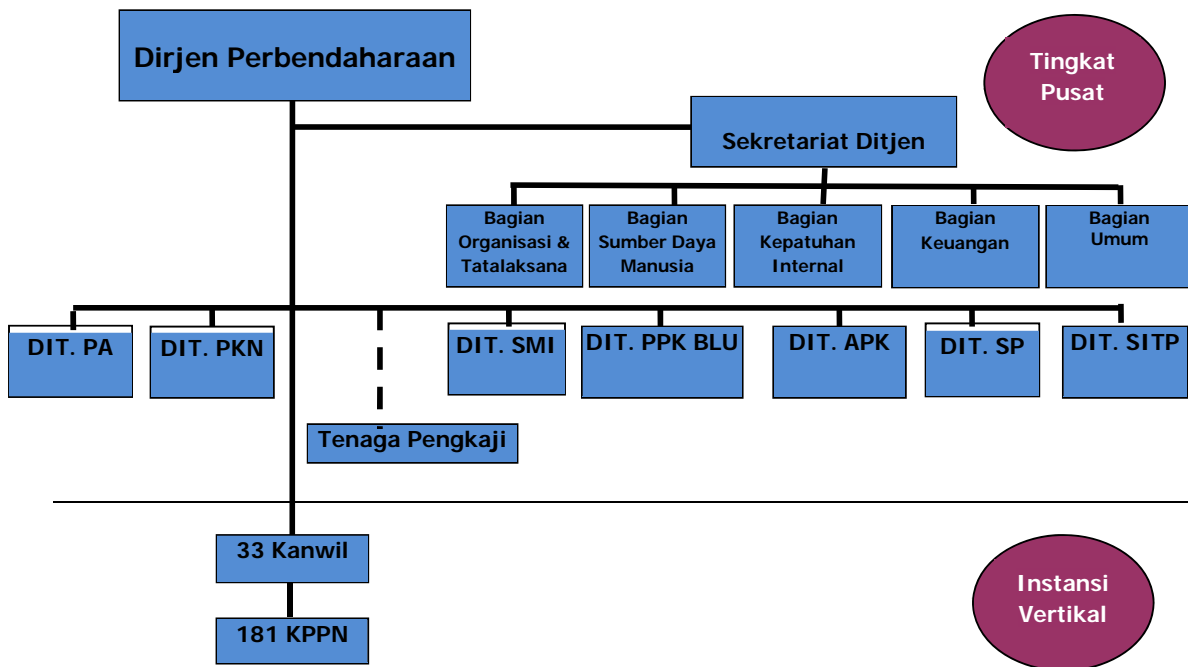 Dirjen Perbendaharaan
Tingkat
Pusat
Sekretariat Ditjen
Bagian
Organisasi &
Tatalaksana
Bagian
Sumber Daya
Manusia
Bagian
Kepatuhan
Internal
Bagian
Keuangan
Bagian
Umum
DIT. PA
DIT. PKN
DIT. SMI
DIT. PPK BLU
DIT. APK
DIT. SP
DIT. SITP
Tenaga Pengkaji
33 Kanwil
181 KPPN
Instansi
Vertikal